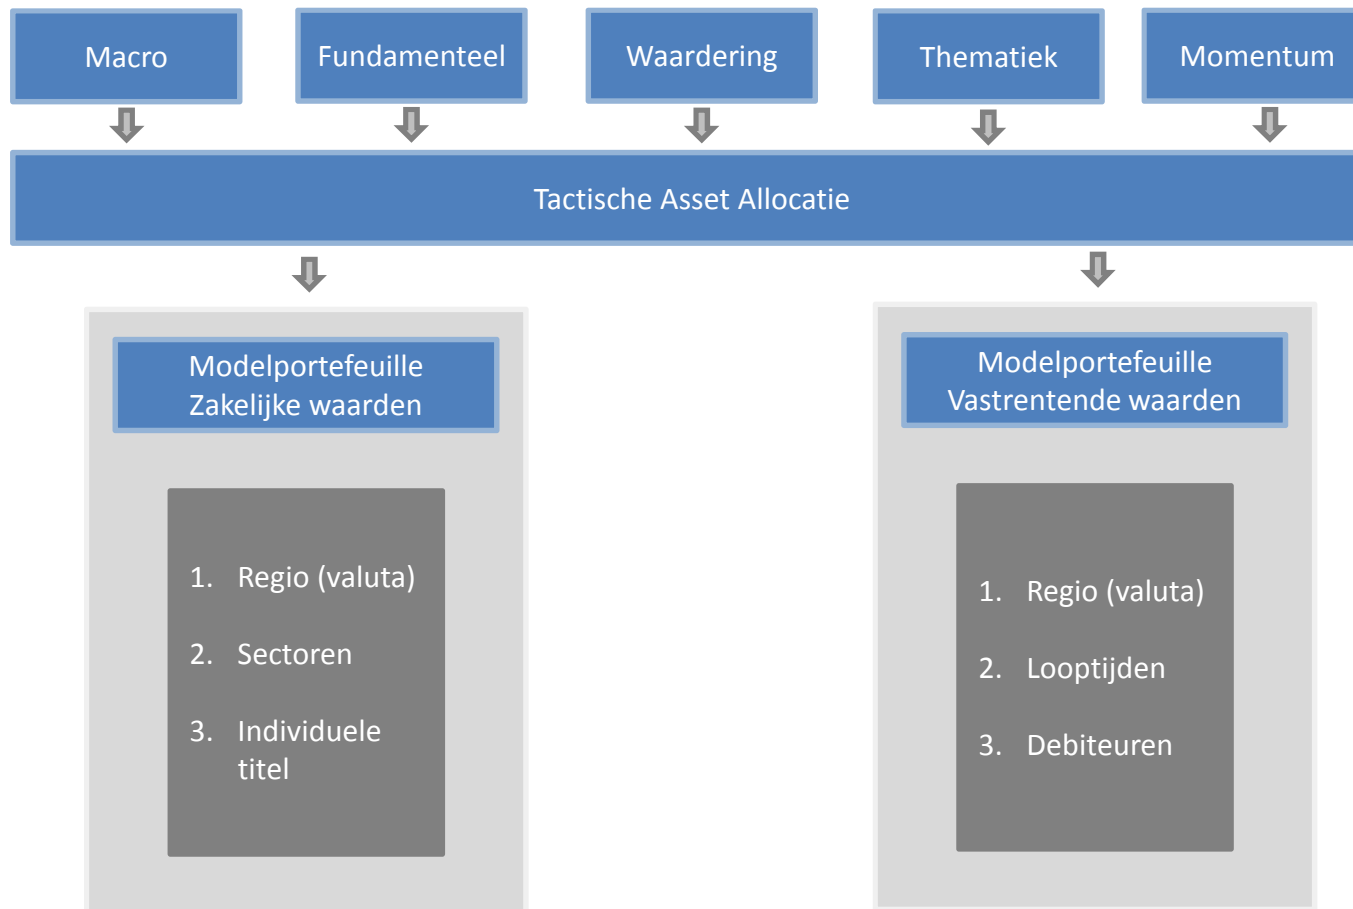 Macro
Fundamenteel
Waardering
Thematiek
Momentum
Tactische Asset Allocatie
Modelportefeuille
Zakelijke waarden
1. Regio (valuta)
2. Sectoren
3. Individuele
titel
Modelportefeuille
Vastrentende waarden
1. Regio (valuta)
2. Looptijden
3. Debiteuren